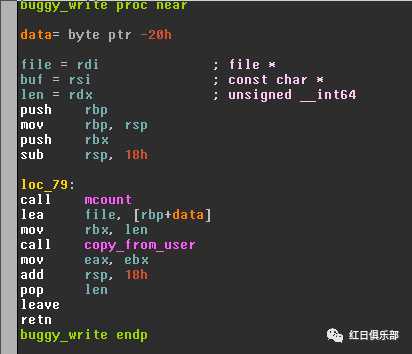 buggy_write proc near
data= byte ptr -20h
file = rdi ; file *
buf = rsi ; const char *
len = rdx ; unsigned __int64
push rbp
mov rbp, rsp
push rbx
sub rsp, 18h
loc_79:
call mcount
lea file, [rbp+data]
mov rbx, len
call copy_from_user
mov eax, ebx
add rsp, 18h
pop len
leave
retn
buggy_write endp
红日俱乐部